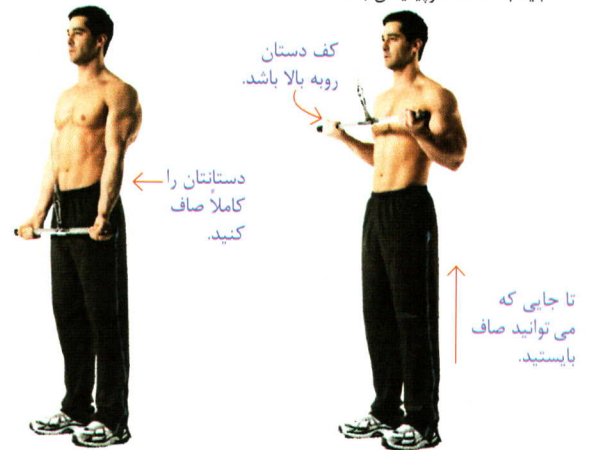 کف دستان
روبه بالا باشد.
دستانتان را
کاملاً صاف
کنید.
تا جایی که
می‌توانید صاف
بایستید.